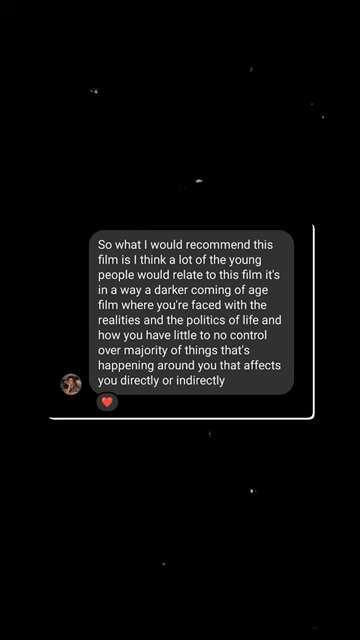 So what I would recommend this
film is I think a lot of the young
people would relate to this film it's
in a way a darker coming of age
film where you're faced with the
realities and the politics of life and
how you have little to no control
over majority of things that's
happening around you that affects
you directly or indirectly